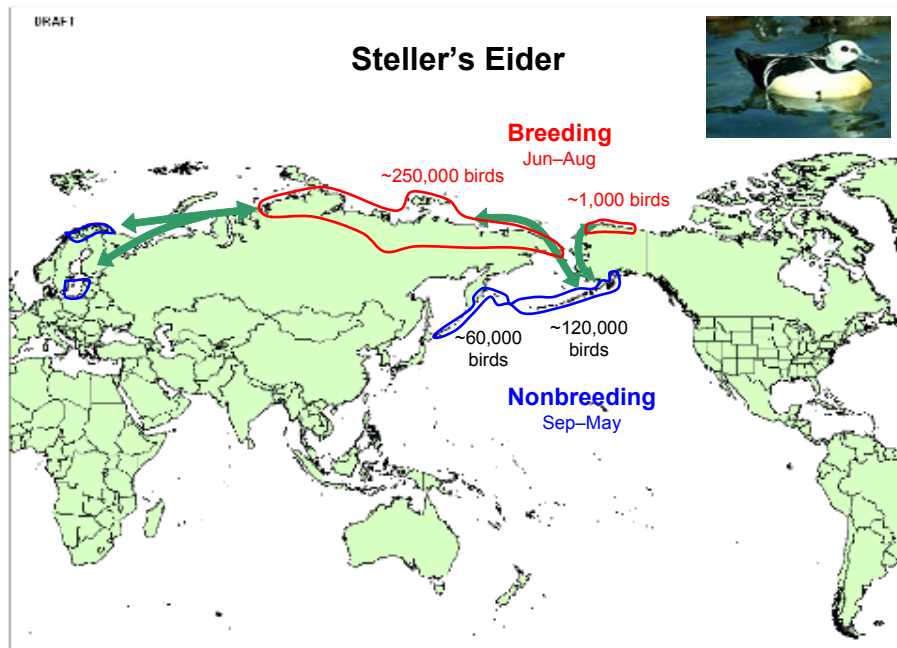 DRAFT
Steller’s Eider
Breeding
Jun–Aug
~250,000 birds
~1,000 birds
~60,000
birds
~120,000
birds
Nonbreeding
Sep–May